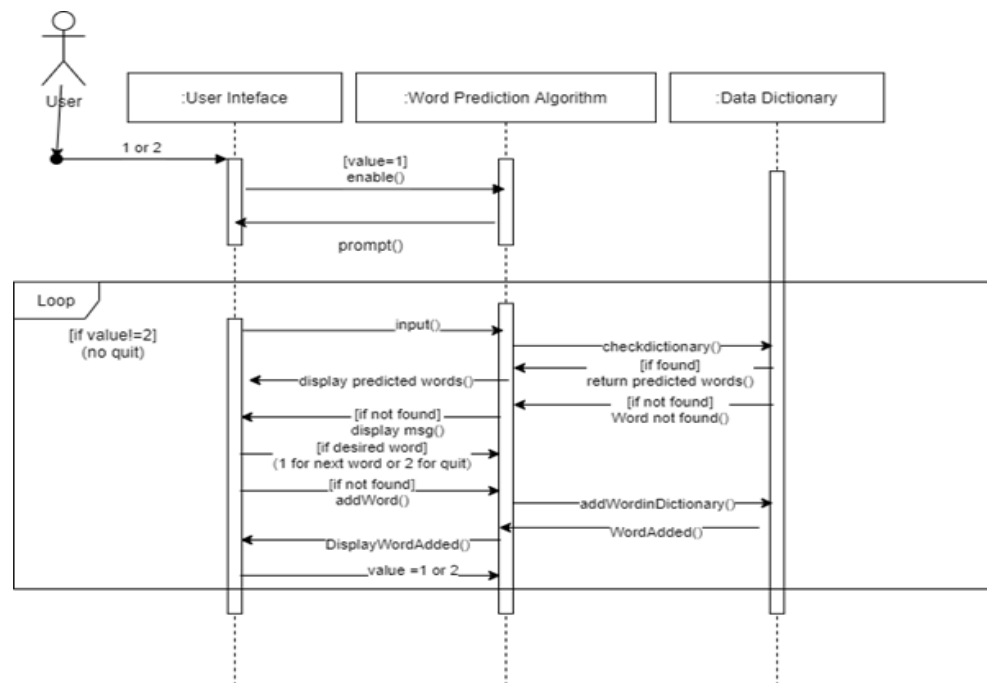 User
:User Inteface
:Word Prediction Algorithm
:Data Dictionary
1 or 2
[value=1]
enable()
prompt()
Loop
[if value!=2]
(no quit)
input()
checkdictionary()
[if found]
return predicted words()
display predicted words()
[if not found]
Word not found()
[if not found]
display msg()
[if desired word]
(1 for next word or 2 for quit)
[if not found]
addWord()
addWordinDictionary()
WordAdded()
DisplayWordAdded()
value =1 or 2